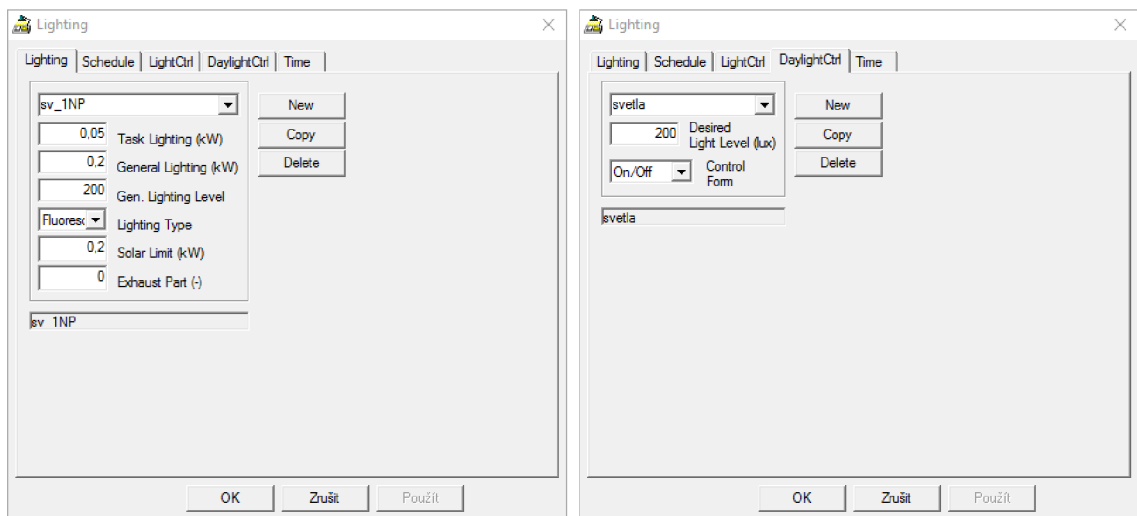 Lighting
Lighting Schedule LightCtrl DaylightCtrl Time
sv_1NP
New
0,05 Task Lighting (kW)
Copy
0,2 General Lighting (kW)
Delete
200 Gen. Lighting Level
Fluoresc Lighting Type
0,2 Solar Limit (kW)
0 Exhaust Part (-)
sv_1NP
OK Zrušit Použít
Lighting
Lighting Schedule LightCtrl DaylightCtrl Time
svetla
New
200 Desired
Light Level (lux)
Copy
On/Off Control
Form
Delete
svetla
OK Zrušit Použít